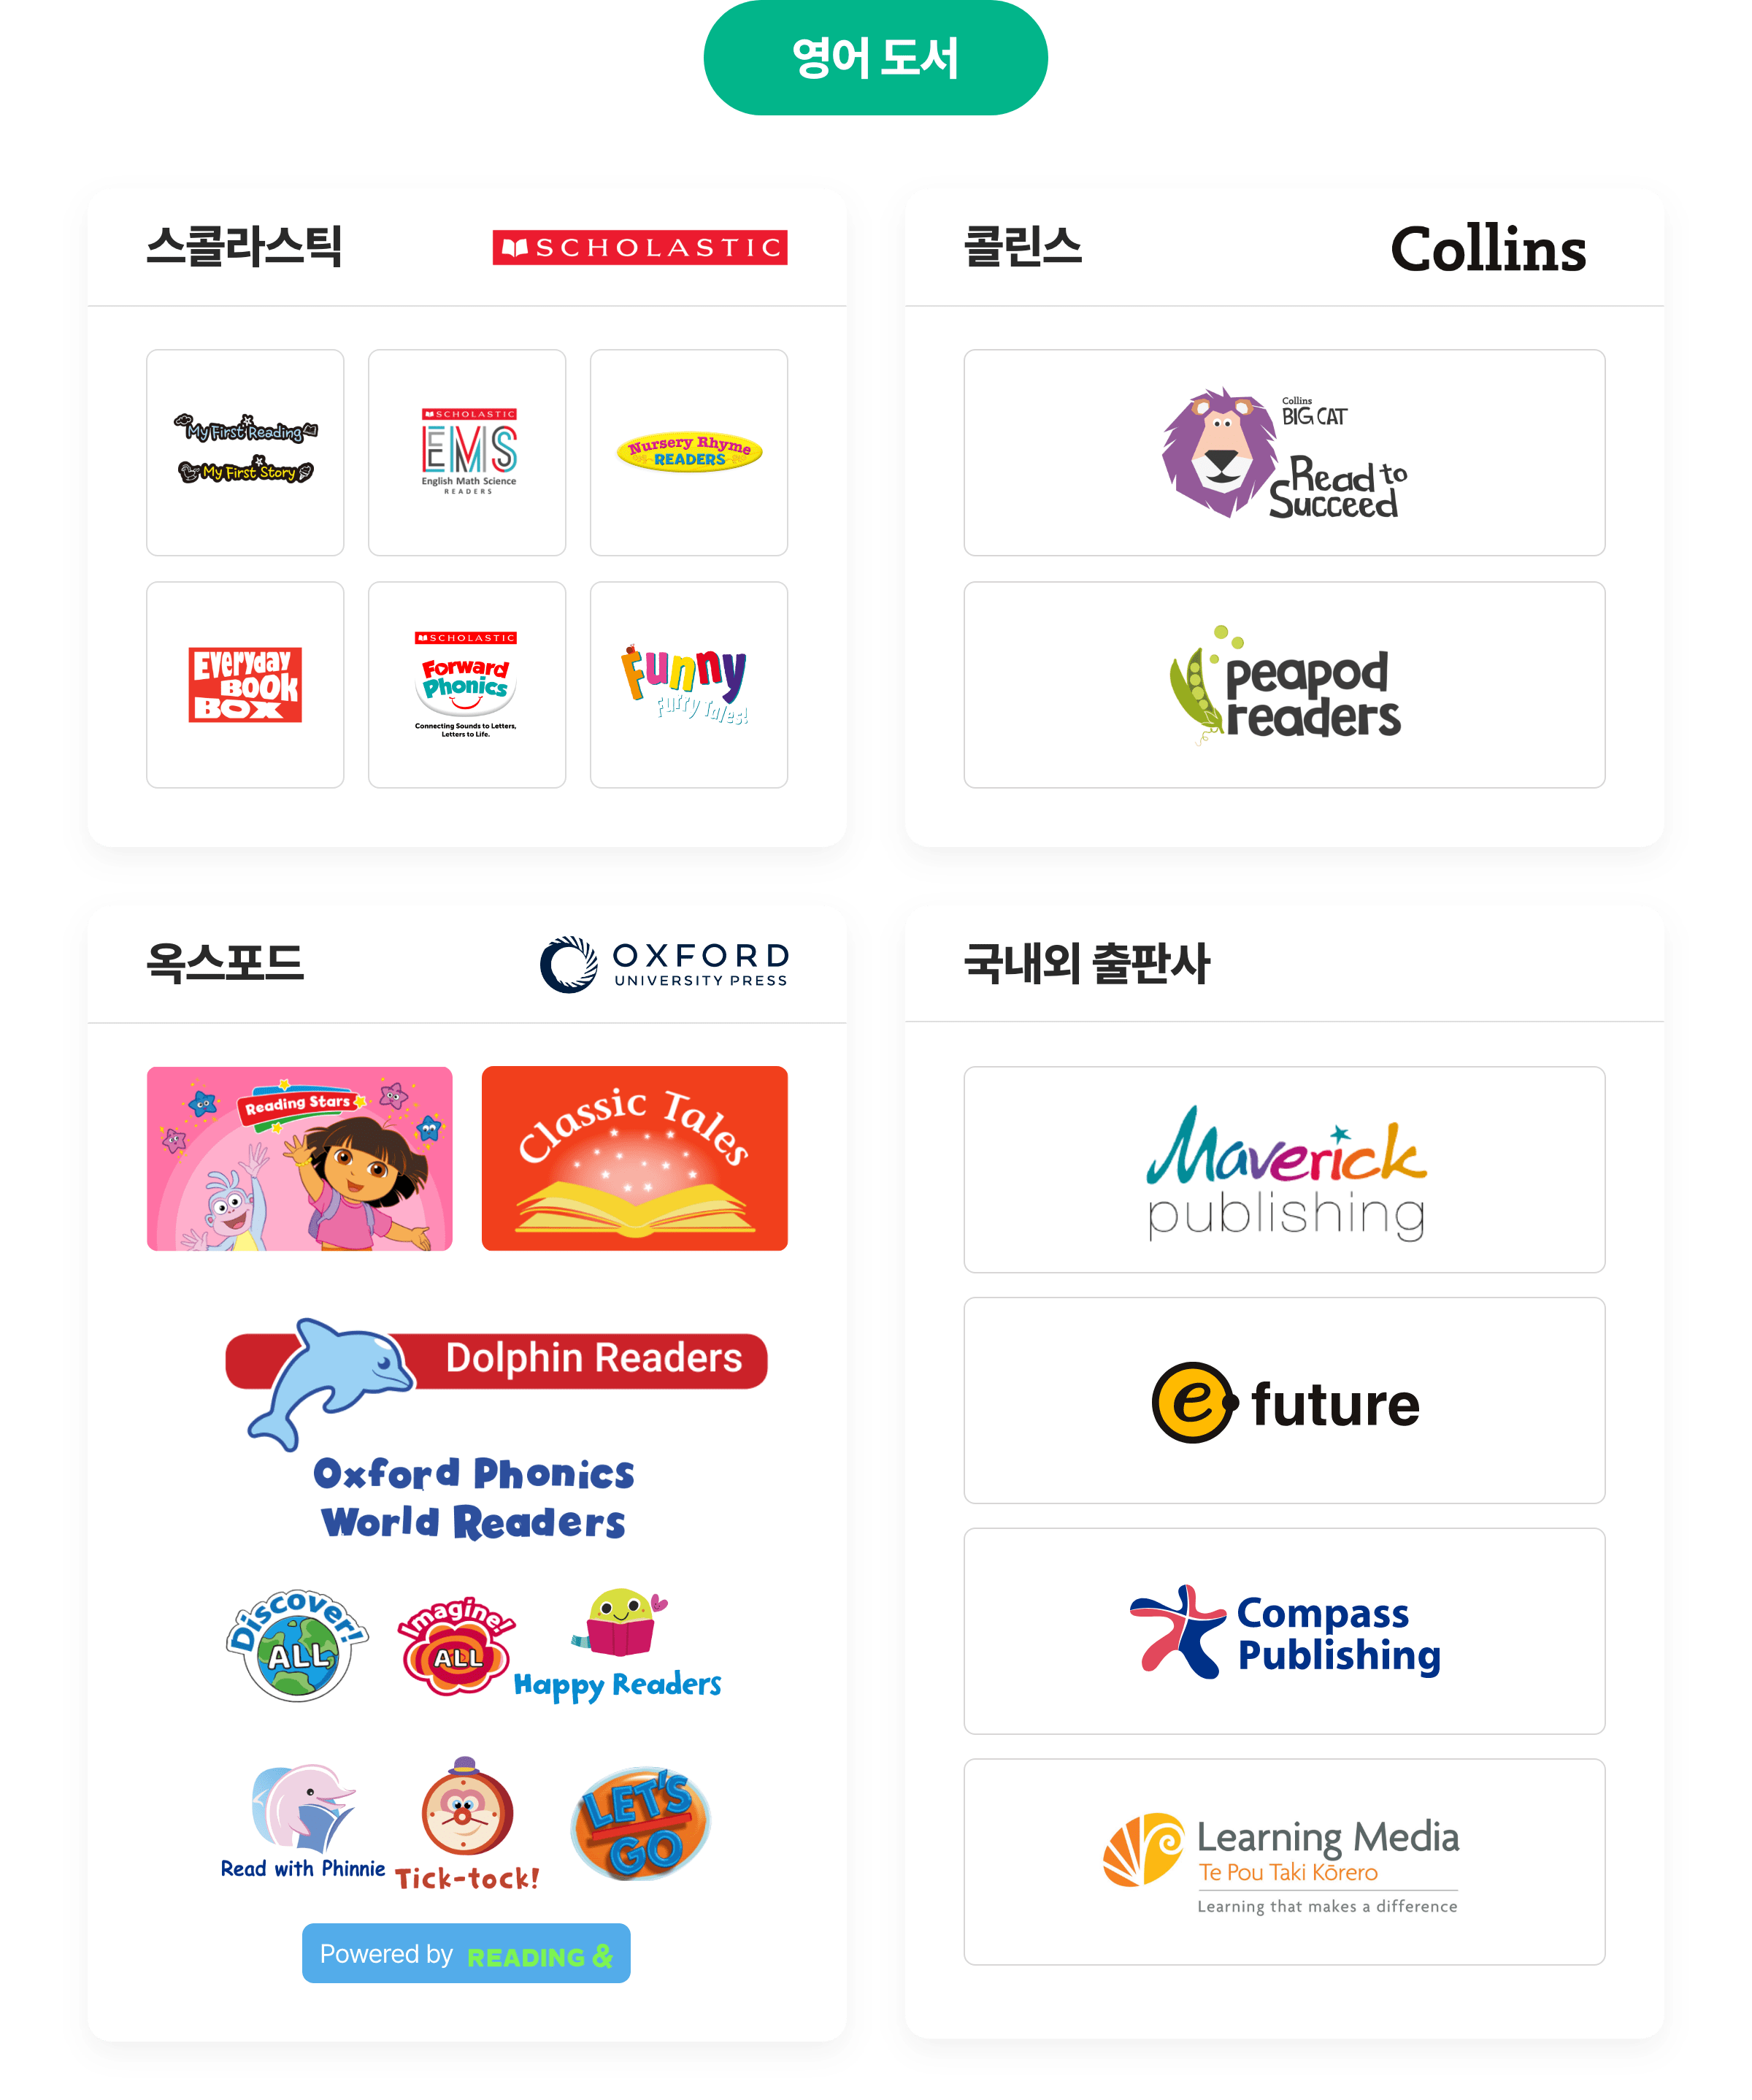 영어 도서
스콜라스틱
SCHOLASTIC
My First Reading
My First Story
SCHOLASTIC
EMS
English Math Science
READERS
Nursery Rhyme
READERS
EVeryday
BOOK
BOX
SCHOLASTIC
Forward
Phonics
Connecting Sounds to Letters,
Letters to Life.
Funny
Furry Tales!
콜린스
Collins
Collins
BIG CAT
Read to
Succeed
peapod
readers
옥스포드
OXFORD
UNIVERSITY PRESS
Reading Stars
Classic Tales
Dolphin Readers
Oxford Phonics
World Readers
Discover!
ALL
Imagine!
ALL
Happy Readers
Read with Phinnie
Tick-tock!
LET'S
GO
Powered by READING &
국내외 출판사
Maverick
publishing
e future
Compass
Publishing
Learning Media
Te Pou Taki Kōrero
Learning that makes a difference